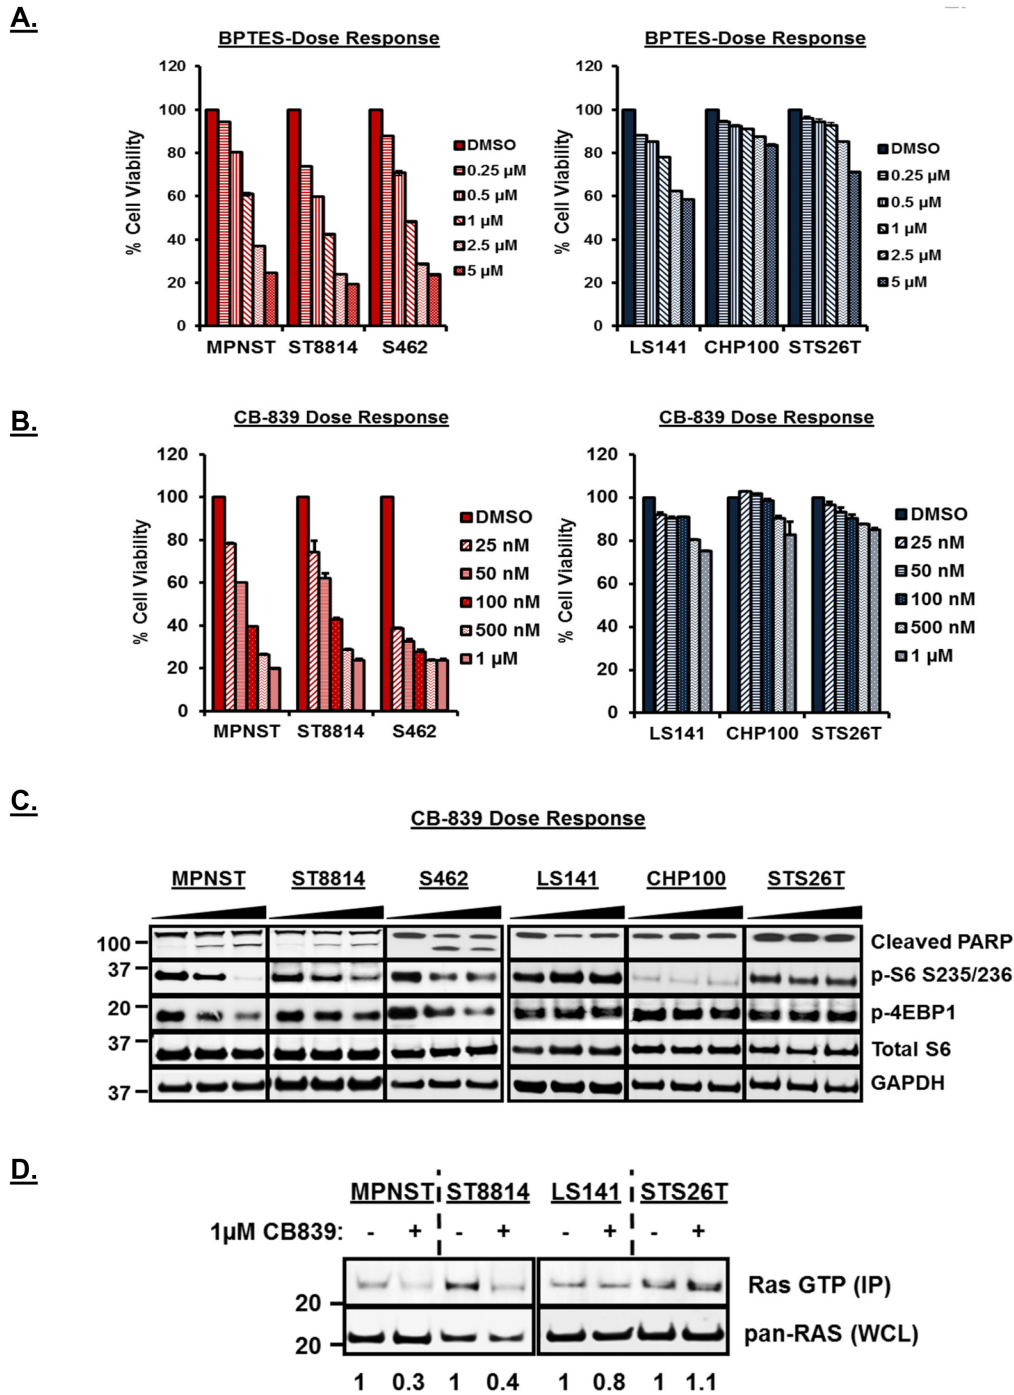 A.
BPTES-Dose Response
120
100
80
60
40
20
0
% Cell Viability
MPNST ST8814 S462
DMSO
0.25 µM
0.5 µM
1 µM
2.5 µM
5 µM
BPTES-Dose Response
120
100
80
60
40
20
0
% Cell Viability
LS141 CHP100 STS26T
DMSO
0.25 µM
0.5 µM
1 µM
2.5 µM
5 µM
B.
CB-839 Dose Response
120
100
80
60
40
20
0
% Cell Viability
MPNST ST8814 S462
DMSO
25 nM
50 nM
100 nM
500 nM
1 µM
CB-839 Dose Response
120
100
80
60
40
20
0
% Cell Viability
LS141 CHP100 STS26T
DMSO
25 nM
50 nM
100 nM
500 nM
1 µM
C.
CB-839 Dose Response
MPNST ST8814 S462 LS141 CHP100 STS26T
100 Cleaved PARP
37 p-S6 S235/236
20 p-4EBP1
37 Total S6
37 GAPDH
D.
MPNST ST8814 LS141 STS26T
1µM CB839: - + - + - + - +
20 Ras GTP (IP)
20 pan-RAS (WCL)
1 0.3 1 0.4 1 0.8 1 1.1